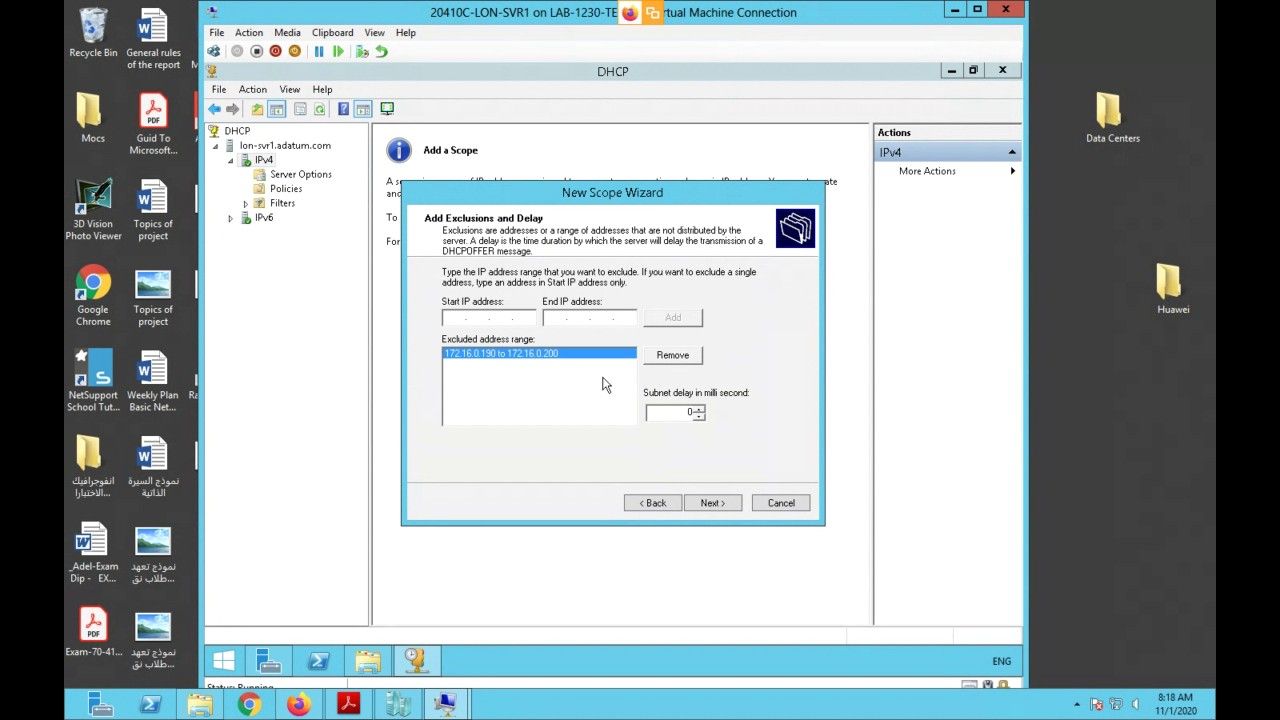 20410C-LON-SVR1 on LAB-1230-TE rtual Machine Connection
File Action Media Clipboard View Help
DHCP
File Action View Help
Recycle Bin
General rules
of the report
Mocs
Guid To
Microsoft...
3D Vision
Photo Viewer
Topics of
project
Google
Chrome
Topics of
project
NetSupport
School Tut...
Weekly Plan
Basic Net...
انفوجرافيك
الاختبارا...
نموذج السيرة
الذاتية
_Adel-Exam
Dip - EX...
نموذج تعهد
طلاب نق...
Exam-70-41...
نموذج تعهد
طلاب نق...
DHCP
lon-svr1.adatum.com
IPv4
Server Options
Policies
Filters
IPv6
Add a Scope
To
For
New Scope Wizard
Add Exclusions and Delay
Exclusions are addresses or a range of addresses that are not distributed by the
server. A delay is the time duration by which the server will delay the transmission of a
DHCPOFFER message.
Type the IP address range that you want to exclude. If you want to exclude a single
address, type an address in Start IP address only.
Start IP address: End IP address:
Add
Excluded address range:
172.16.0.190 to 172.16.0.200
Remove
Subnet delay in milli second:
0
< Back Next > Cancel
Actions
IPv4
More Actions
Data Centers
Huawei
ENG
Status: Running
8:18 AM
11/1/2020